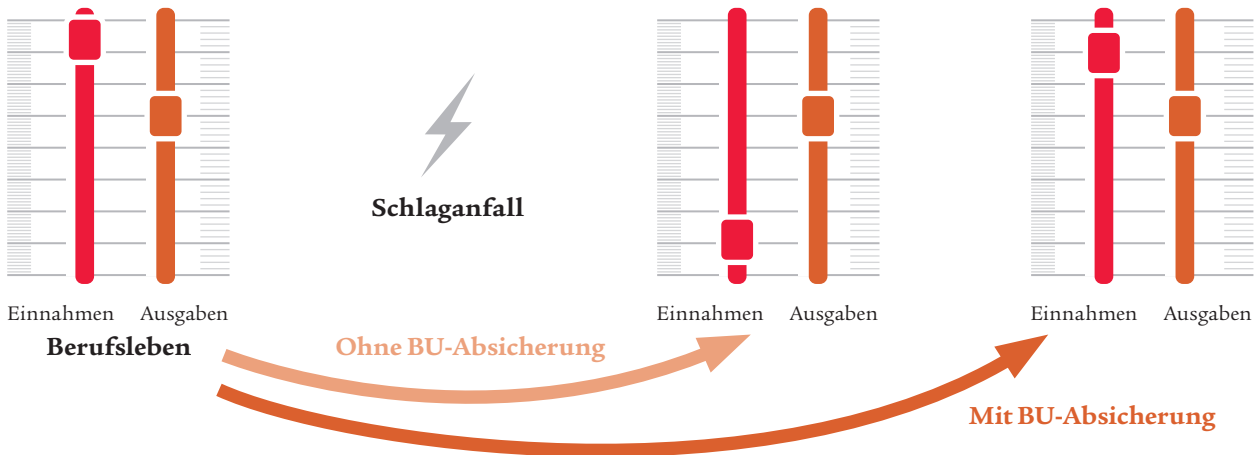 Schlaganfall
Einnahmen Ausgaben
Berufsleben
Einnahmen Ausgaben
Einnahmen Ausgaben
Ohne BU-Absicherung
Mit BU-Absicherung